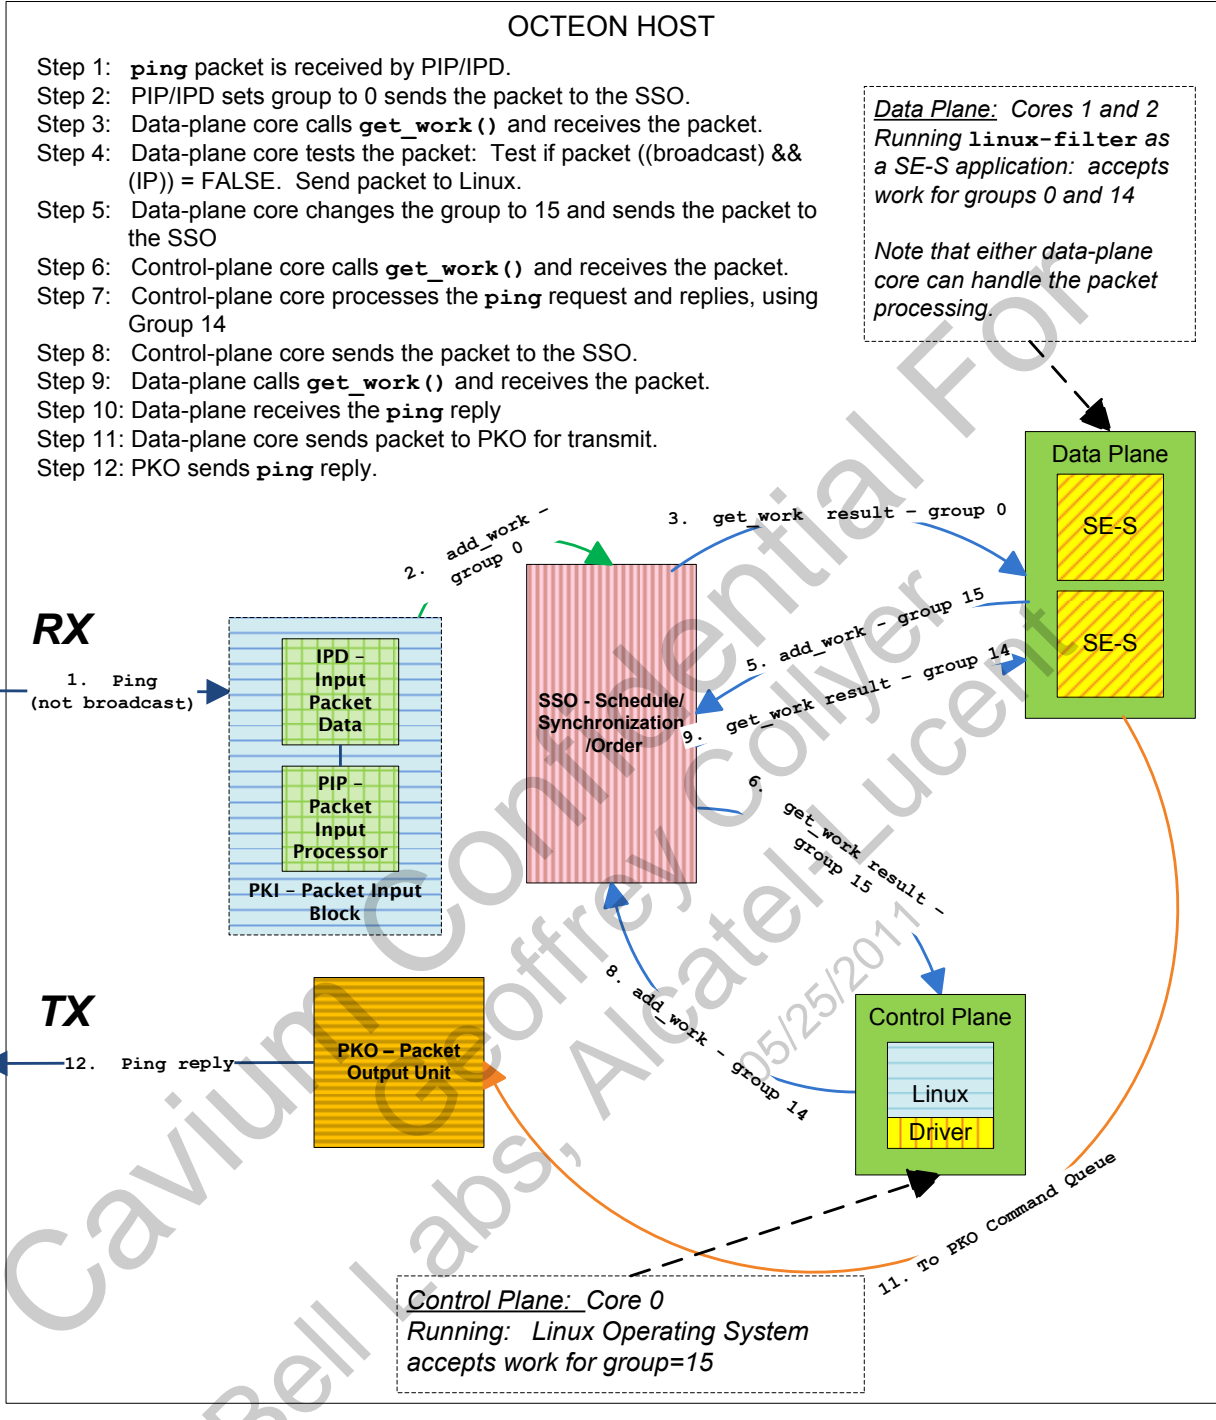 OCTEON HOST
Step 1: ping packet is received by PIP/IPD.
Step 2: PIP/IPD sets group to 0 sends the packet to the SSO.
Step 3: Data-plane core calls get_work() and receives the packet.
Step 4: Data-plane core tests the packet: Test if packet ((broadcast) &&
(IP)) = FALSE. Send packet to Linux.
Step 5: Data-plane core changes the group to 15 and sends the packet to
the SSO
Step 6: Control-plane core calls get_work() and receives the packet.
Step 7: Control-plane core processes the ping request and replies, using
Group 14
Step 8: Control-plane core sends the packet to the SSO.
Step 9: Data-plane calls get_work() and receives the packet.
Step 10: Data-plane receives the ping reply
Step 11: Data-plane core sends packet to PKO for transmit.
Step 12: PKO sends ping reply.
Data Plane: Cores 1 and 2
Running linux-filter as
a SE-S application: accepts
work for groups 0 and 14
Note that either data-plane
core can handle the packet
processing.
Data Plane
SE-S
SE-S
2. add_work –
group 0
3. get_work result – group 0
5. add_work – group 15
9. get_work result – group 14
RX
1. Ping
(not broadcast)
IPD –
Input
Packet
Data
PIP –
Packet
Input
Processor
PKI – Packet Input
Block
SSO - Schedule/
Synchronization
/Order
6. get_work result –
group 15
8. add_work – group 14
TX
12. Ping reply
PKO – Packet
Output Unit
Control Plane
Linux
Driver
11. To PKO Command Queue
Control Plane: Core 0
Running: Linux Operating System
accepts work for group=15
Cavium Confidential For
Geoffrey Collyer
Bell Labs, Alcatel-Lucent
05/25/2011